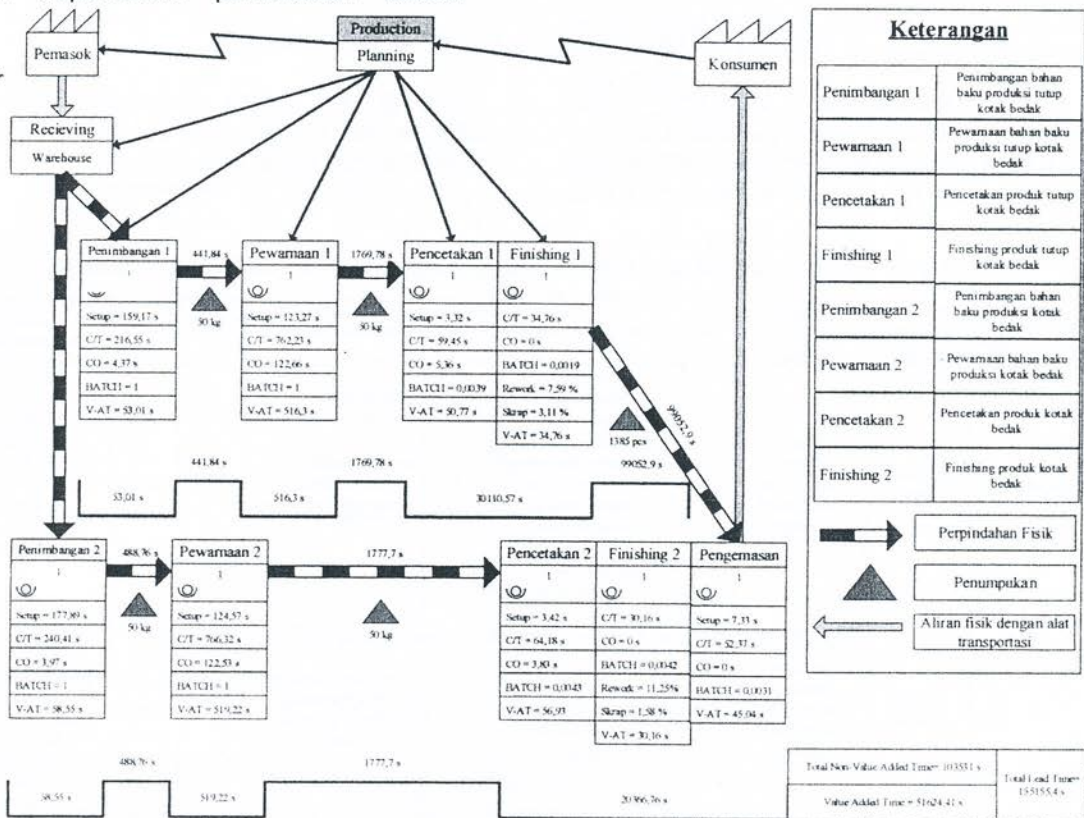 Production
Planning
Pemasok
Konsumen
Recieving
Warehouse
Penimbangan 1
1
Setup = 159,17 s
C/T = 216,55 s
CO = 4,37 s
BATCH = 1
V-AT = 53,01 s
441,84 s
50 kg
Pewarnaan 1
1
Setup = 123,27 s
C/T = 762,23 s
CO = 122,66 s
BATCH = 1
V-AT = 516,3 s
1769,78 s
50 kg
Pencetakan 1
1
Setup = 3,32 s
C/T = 59,45 s
CO = 5,36 s
BATCH = 0,0039
V-AT = 50,77 s
Finishing 1
1
C/T = 34,76 s
CO = 0 s
BATCH = 0,0019
Rework = 7,59 %
Skrap = 3,11 %
V-AT = 34,76 s
99052,9 s
1385 pcs
441,84 s
1769,78 s
99052,9 s
53,01 s
516,3 s
30110,57 s
Penimbangan 2
1
Setup = 177,89 s
C/T = 240,41 s
CO = 3,97 s
BATCH = 1
V-AT = 58,55 s
488,76 s
50 kg
Pewarnaan 2
1
Setup = 124,57 s
C/T = 766,32 s
CO = 122,53 s
BATCH = 1
V-AT = 519,22 s
1777,7 s
50 kg
Pencetakan 2
1
Setup = 3,42 s
C/T = 64,18 s
CO = 3,83 s
BATCH = 0,0043
V-AT = 56,93
Finishing 2
1
C/T = 30,16 s
CO = 0 s
BATCH = 0,0042
Rework = 11,25%
Skrap = 1,58 %
V-AT = 30,16 s
Pengemasan
1
Setup = 7,33 s
C/T = 52,37 s
CO = 0 s
BATCH = 0,0031
V-AT = 45,04 s
488,76 s
1777,7 s
58,55 s
519,22 s
20366,76 s
Keterangan
Penimbangan 1
Penimbangan bahan
baku produksi tutup
kotak bedak
Pewarnaan 1
Pewarnaan bahan baku
produksi tutup kotak
bedak
Pencetakan 1
Pencetakan produk tutup
kotak bedak
Finishing 1
Finishing produk tutup
kotak bedak
Penimbangan 2
Penimbangan bahan
baku produksi kotak
bedak
Pewarnaan 2
Pewarnaan bahan baku
produksi kotak bedak
Pencetakan 2
Pencetakan produk kotak
bedak
Finishing 2
Finishing produk kotak
bedak
Perpindahan Fisik
Penumpukan
Aliran fisik dengan alat
transportasi
Total Non-Value Added Time= 103531 s
Value Added Time = 51624,41 s
Total Lead Time=
155155,4 s